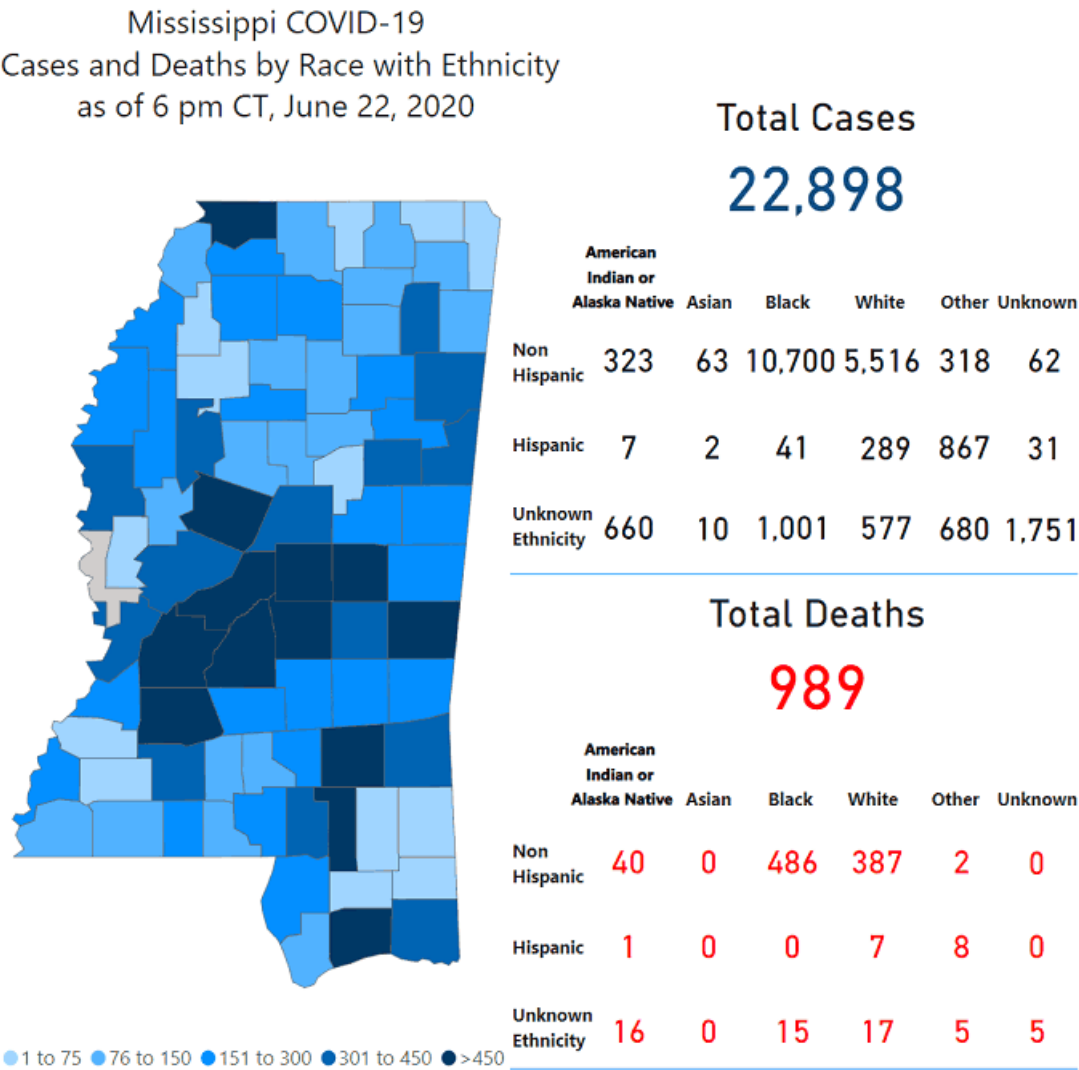 Mississippi COVID-19
Cases and Deaths by Race with Ethnicity
as of 6 pm CT, June 22, 2020
Total Cases
22,898
American
Indian or
Alaska Native Asian Black White Other Unknown
Non
Hispanic 323 63 10,700 5,516 318 62
Hispanic 7 2 41 289 867 31
Unknown
Ethnicity 660 10 1,001 577 680 1,751
Total Deaths
989
American
Indian or
Alaska Native Asian Black White Other Unknown
Non
Hispanic 40 0 486 387 2 0
Hispanic 1 0 0 7 8 0
Unknown
Ethnicity 16 0 15 17 5 5
1 to 75 76 to 150 151 to 300 301 to 450 >450